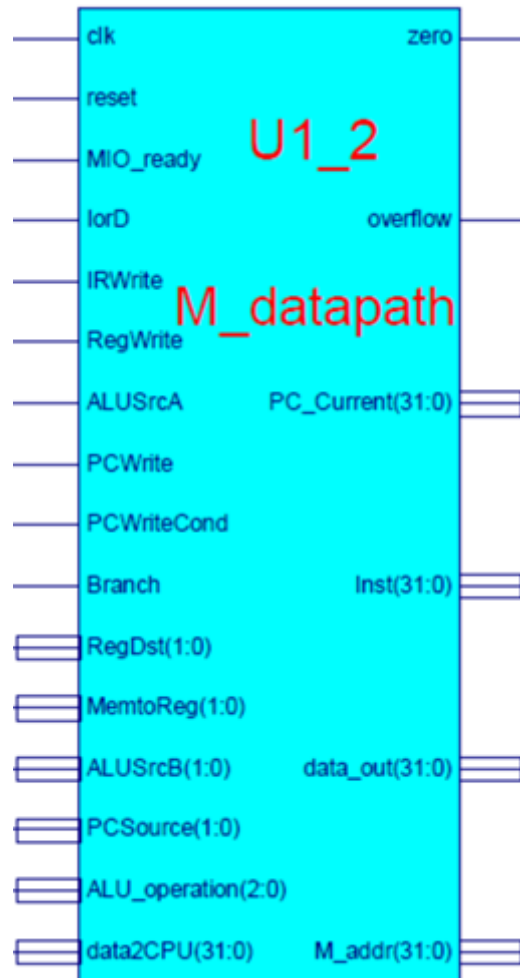 clk zero
reset
U1_2
MIO_ready
IorD overflow
IRWrite
M_datapath
RegWrite
ALUSrcA PC_Current(31:0)
PCWrite
PCWriteCond
Branch Inst(31:0)
RegDst(1:0)
MemtoReg(1:0)
ALUSrcB(1:0) data_out(31:0)
PCSource(1:0)
ALU_operation(2:0)
data2CPU(31:0) M_addr(31:0)